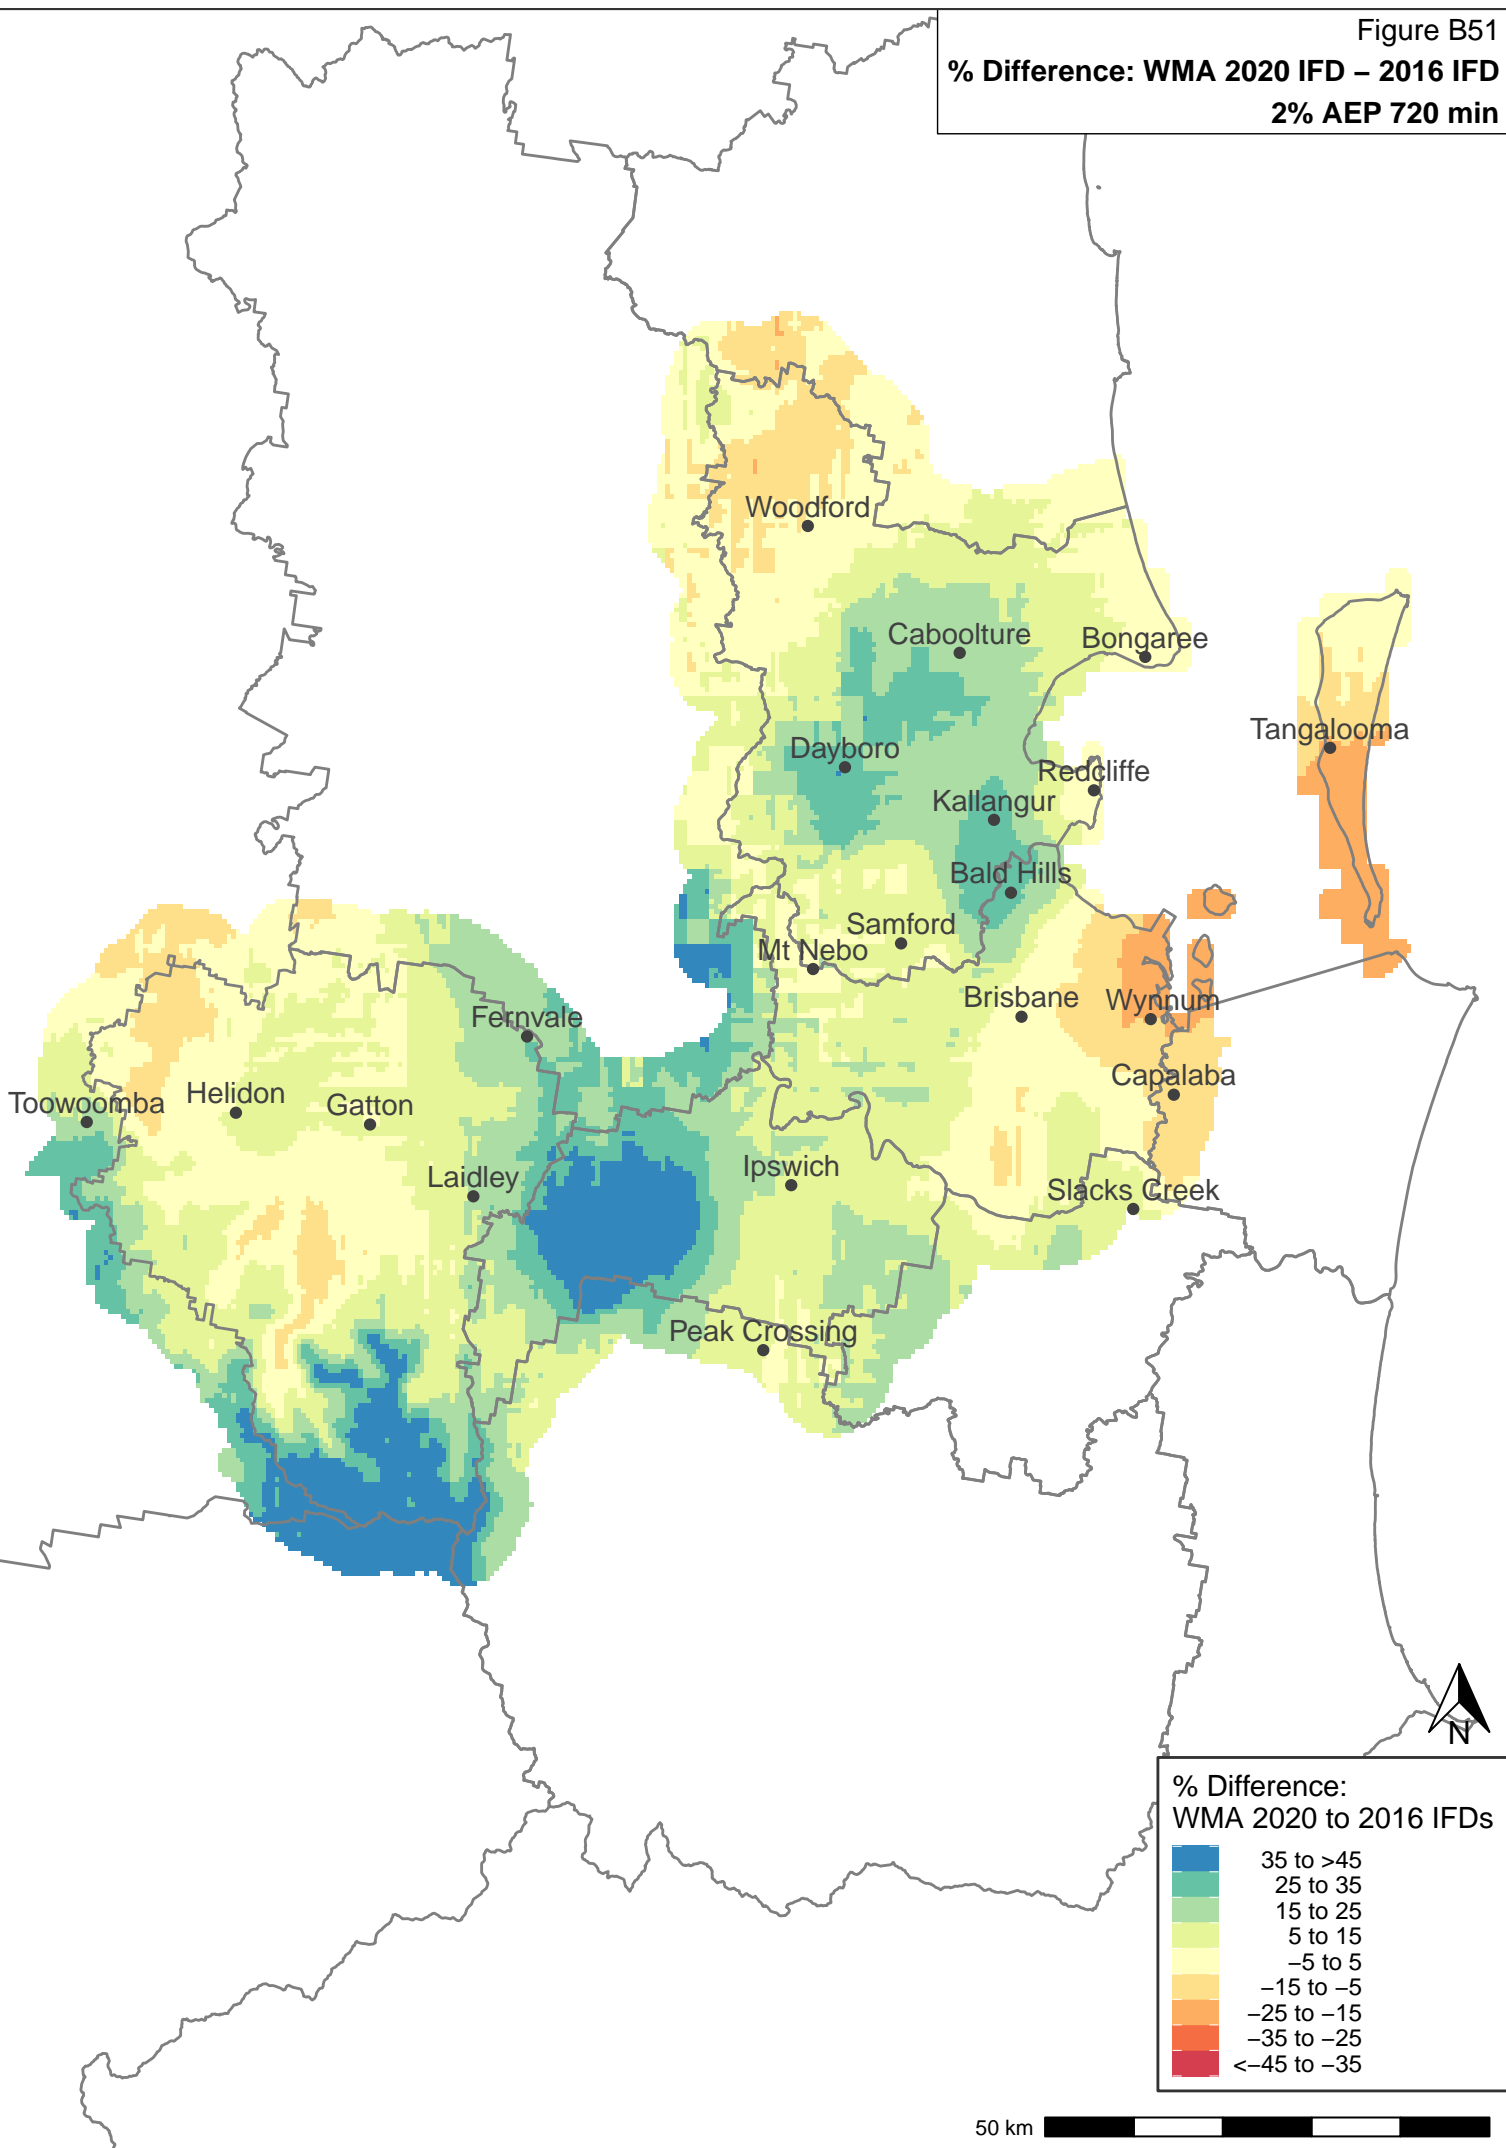 Figure B51
% Difference: WMA 2020 IFD – 2016 IFD
2% AEP 720 min
Woodford
Caboolture
Bongaree
Tangalooma
Dayboro
Redcliffe
Kallangur
Bald Hills
Samford
Mt Nebo
Brisbane
Wynnum
Fernvale
Capalaba
Toowoomba
Helidon
Gatton
Ipswich
Laidley
Slacks Creek
Peak Crossing
N
% Difference:
WMA 2020 to 2016 IFDs
35 to >45
25 to 35
15 to 25
5 to 15
−5 to 5
−15 to −5
−25 to −15
−35 to −25
<−45 to −35
50 km